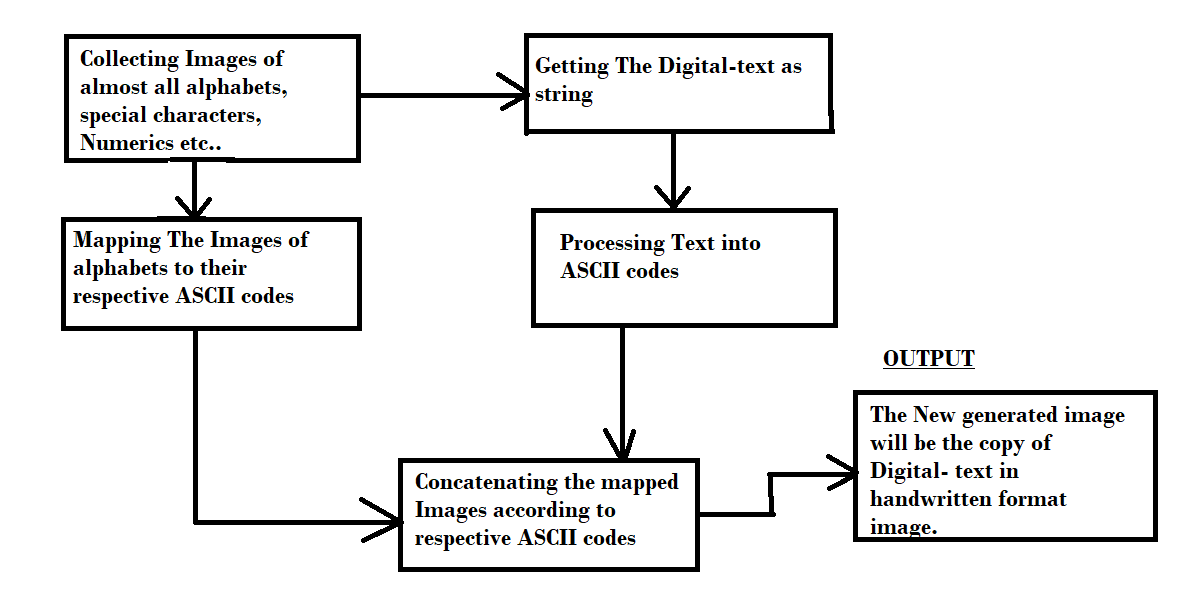 Collecting Images of
almost all alphabets,
special characters,
Numerics etc..
Getting The Digital-text as
string
Mapping The Images of
alphabets to their
respective ASCII codes
Processing Text into
ASCII codes
Concatenating the mapped
Images according to
respective ASCII codes
OUTPUT
The New generated image
will be the copy of
Digital- text in
handwritten format
image.